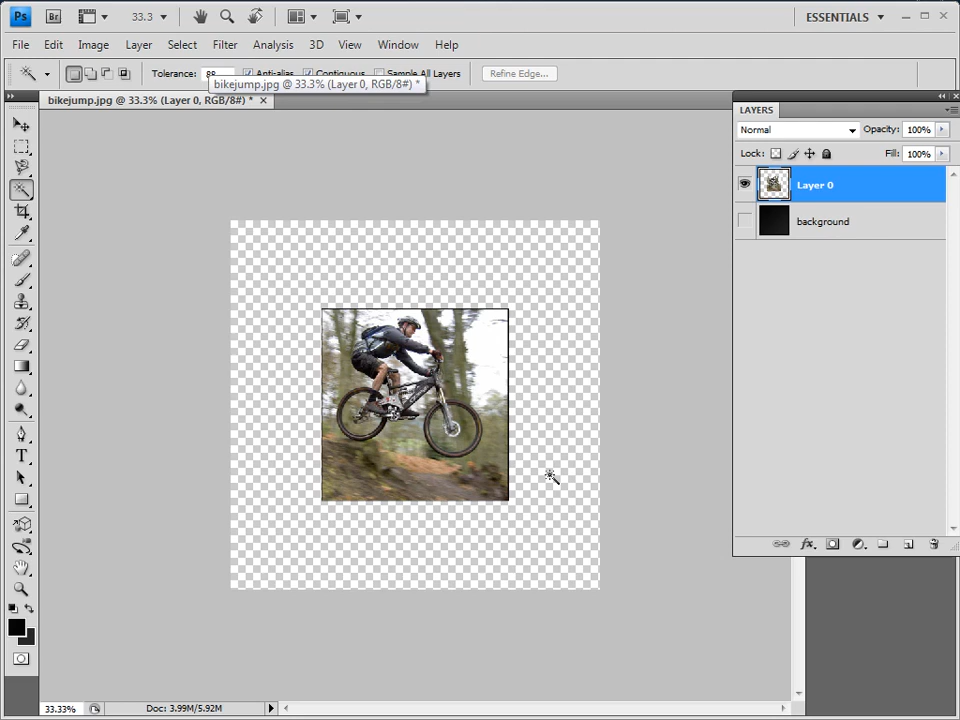 Ps Br 33.3 ESSENTIALS
File Edit Image Layer Select Filter Analysis 3D View Window Help
Tolerance: 88 Anti-alias Contiguous Sample All Layers Refine Edge...
bikejump.jpg @ 33.3% (Layer 0, RGB/8#) *
bikejump.jpg @ 33.3% (Layer 0, RGB/8#) *
LAYERS
Normal Opacity: 100%
Lock: Fill: 100%
Layer 0
background
T
fx
33.33% Doc: 3.99M/5.92M